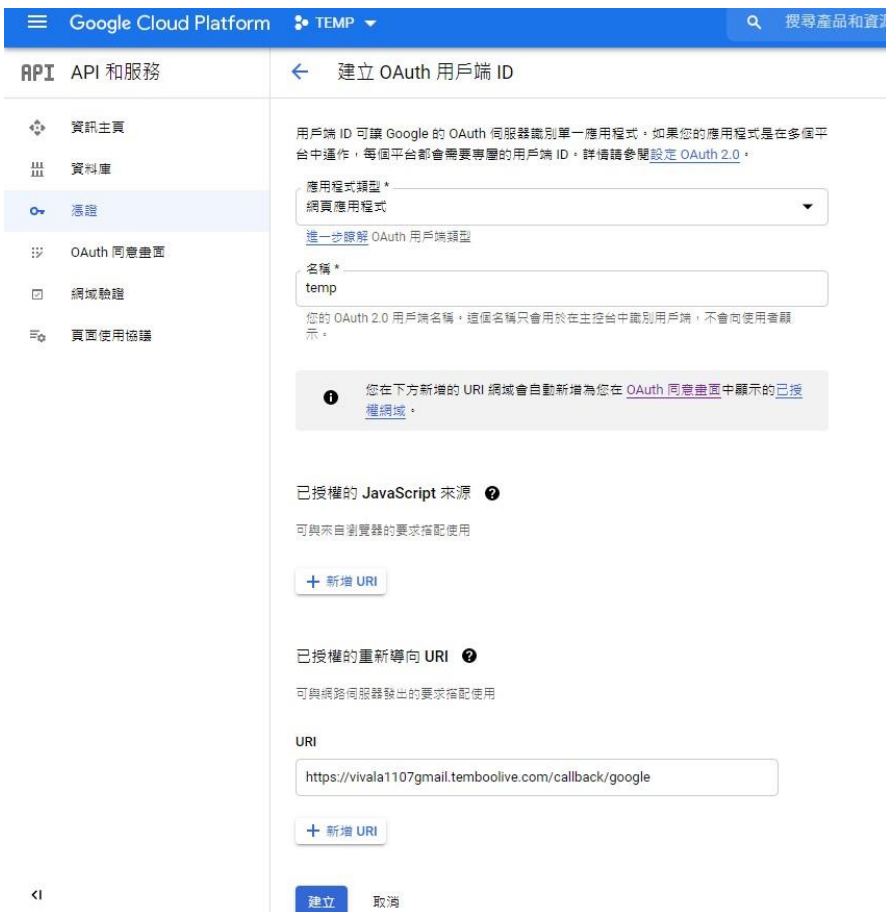 Google Cloud Platform
TEMP
搜尋產品和資源
API API 和服務
建立 OAuth 用戶端 ID
資訊主頁
資料庫
憑證
OAuth 同意畫面
網域驗證
頁面使用協議
用戶端 ID 可讓 Google 的 OAuth 伺服器識別單一應用程式。如果您的應用程式是在多個平
台中運作,每個平台都會需要專屬的用戶端 ID。詳情請參閱設定 OAuth 2.0。
應用程式類型 *
網頁應用程式
進一步瞭解 OAuth 用戶端類型
名稱 *
temp
您的 OAuth 2.0 用戶端名稱。這個名稱只會用於在主控台中識別用戶端,不會向使用者顯
示。
您在下方新增的 URI 網域會自動新增為您在 OAuth 同意畫面中顯示的已授
權網域。
已授權的 JavaScript 來源
可與來自瀏覽器的要求搭配使用
+ 新增 URI
已授權的重新導向 URI
可與網路伺服器發出的要求搭配使用
URI
https://vivala1107gmail.temboolive.com/callback/google
+ 新增 URI
建立 取消